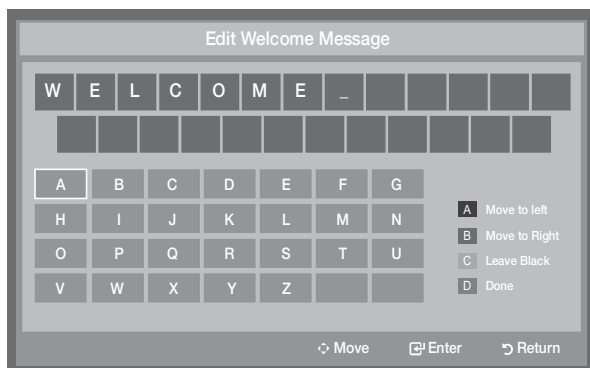 Edit Welcome Message
W E L C O M E _
A B C D E F G
H I J K L M N
O P Q R S T U
V W X Y Z
A Move to left
B Move to Right
C Leave Black
D Done
Move Enter Return